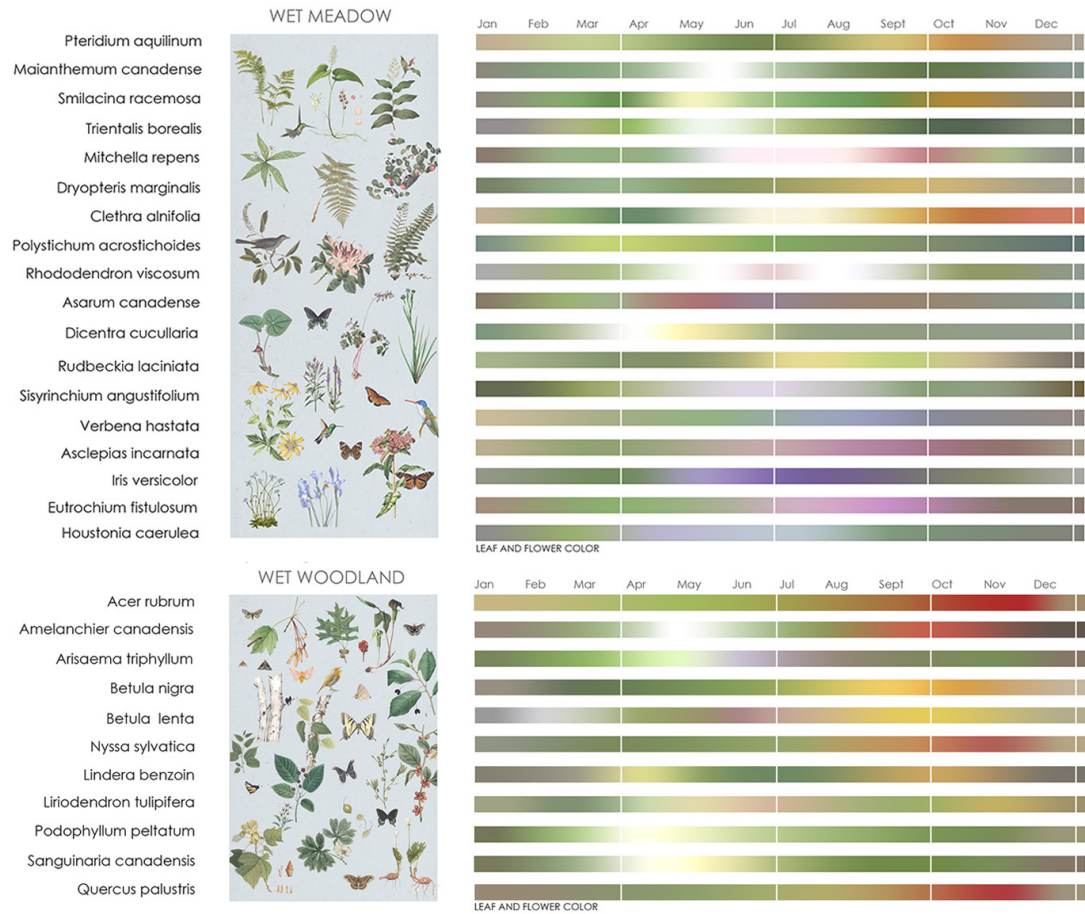 WET MEADOW
Jan Feb Mar Apr May Jun Jul Aug Sept Oct Nov Dec
Pteridium aquilinum
Maianthemum canadense
Smilacina racemosa
Trientalis borealis
Mitchella repens
Dryopteris marginalis
Clethra alnifolia
Polystichum acrostichoides
Rhododendron viscosum
Asarum canadense
Dicentra cucullaria
Rudbeckia laciniata
Sisyrinchium angustifolium
Verbena hastata
Asclepias incarnata
Iris versicolor
Eutrochium fistulosum
Houstonia caerulea
LEAF AND FLOWER COLOR
WET WOODLAND
Jan Feb Mar Apr May Jun Jul Aug Sept Oct Nov Dec
Acer rubrum
Amelanchier canadensis
Arisaema triphyllum
Betula nigra
Betula lenta
Nyssa sylvatica
Lindera benzoin
Liriodendron tulipifera
Podophyllum peltatum
Sanguinaria canadensis
Quercus palustris
LEAF AND FLOWER COLOR